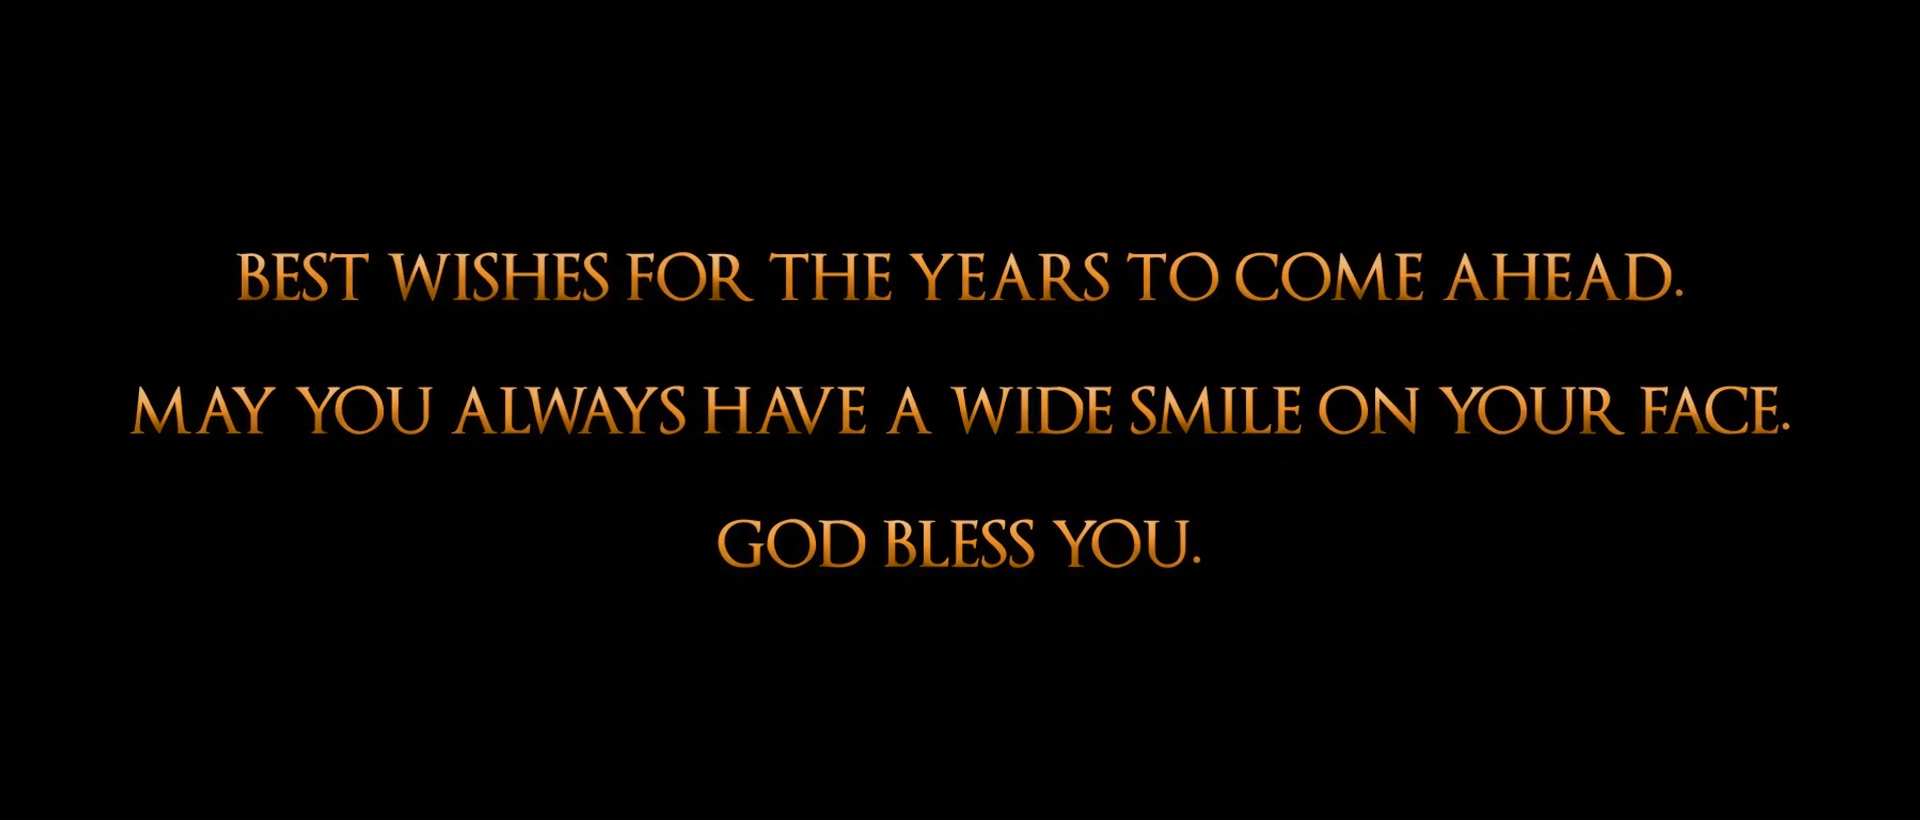 BEST WISHES FOR THE YEARS TO COME AHEAD.
MAY YOU ALWAYS HAVE A WIDE SMILE ON YOUR FACE.
GOD BLESS YOU.